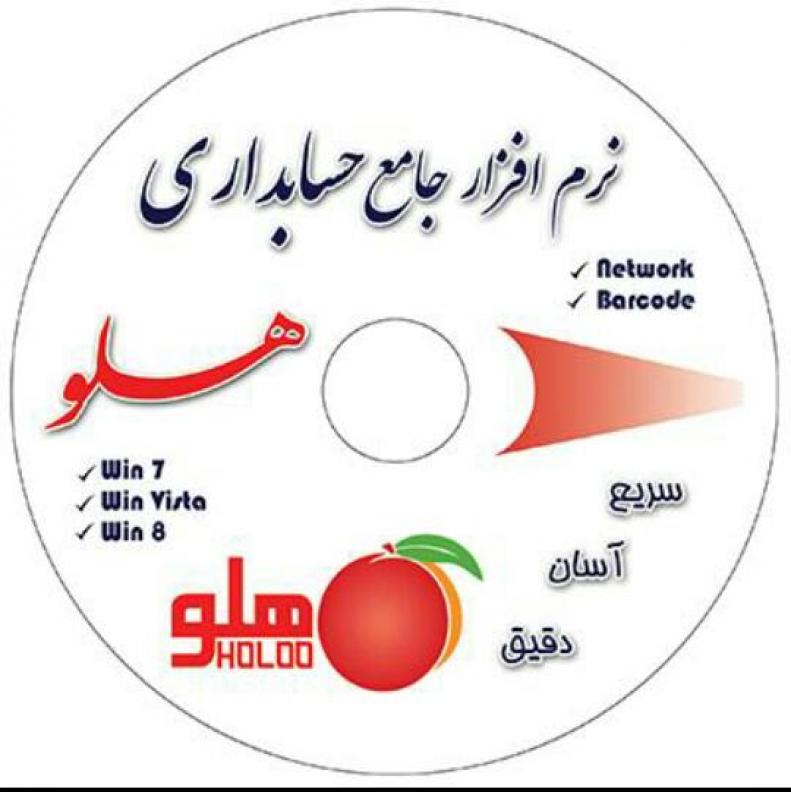 نرم افزار جامع حسابداری
✓ Network
✓ Barcode
هلو
✓ Win 7
✓ Win Vista
✓ Win 8
سریع
آسان
دقیق
هلو
HOLOO